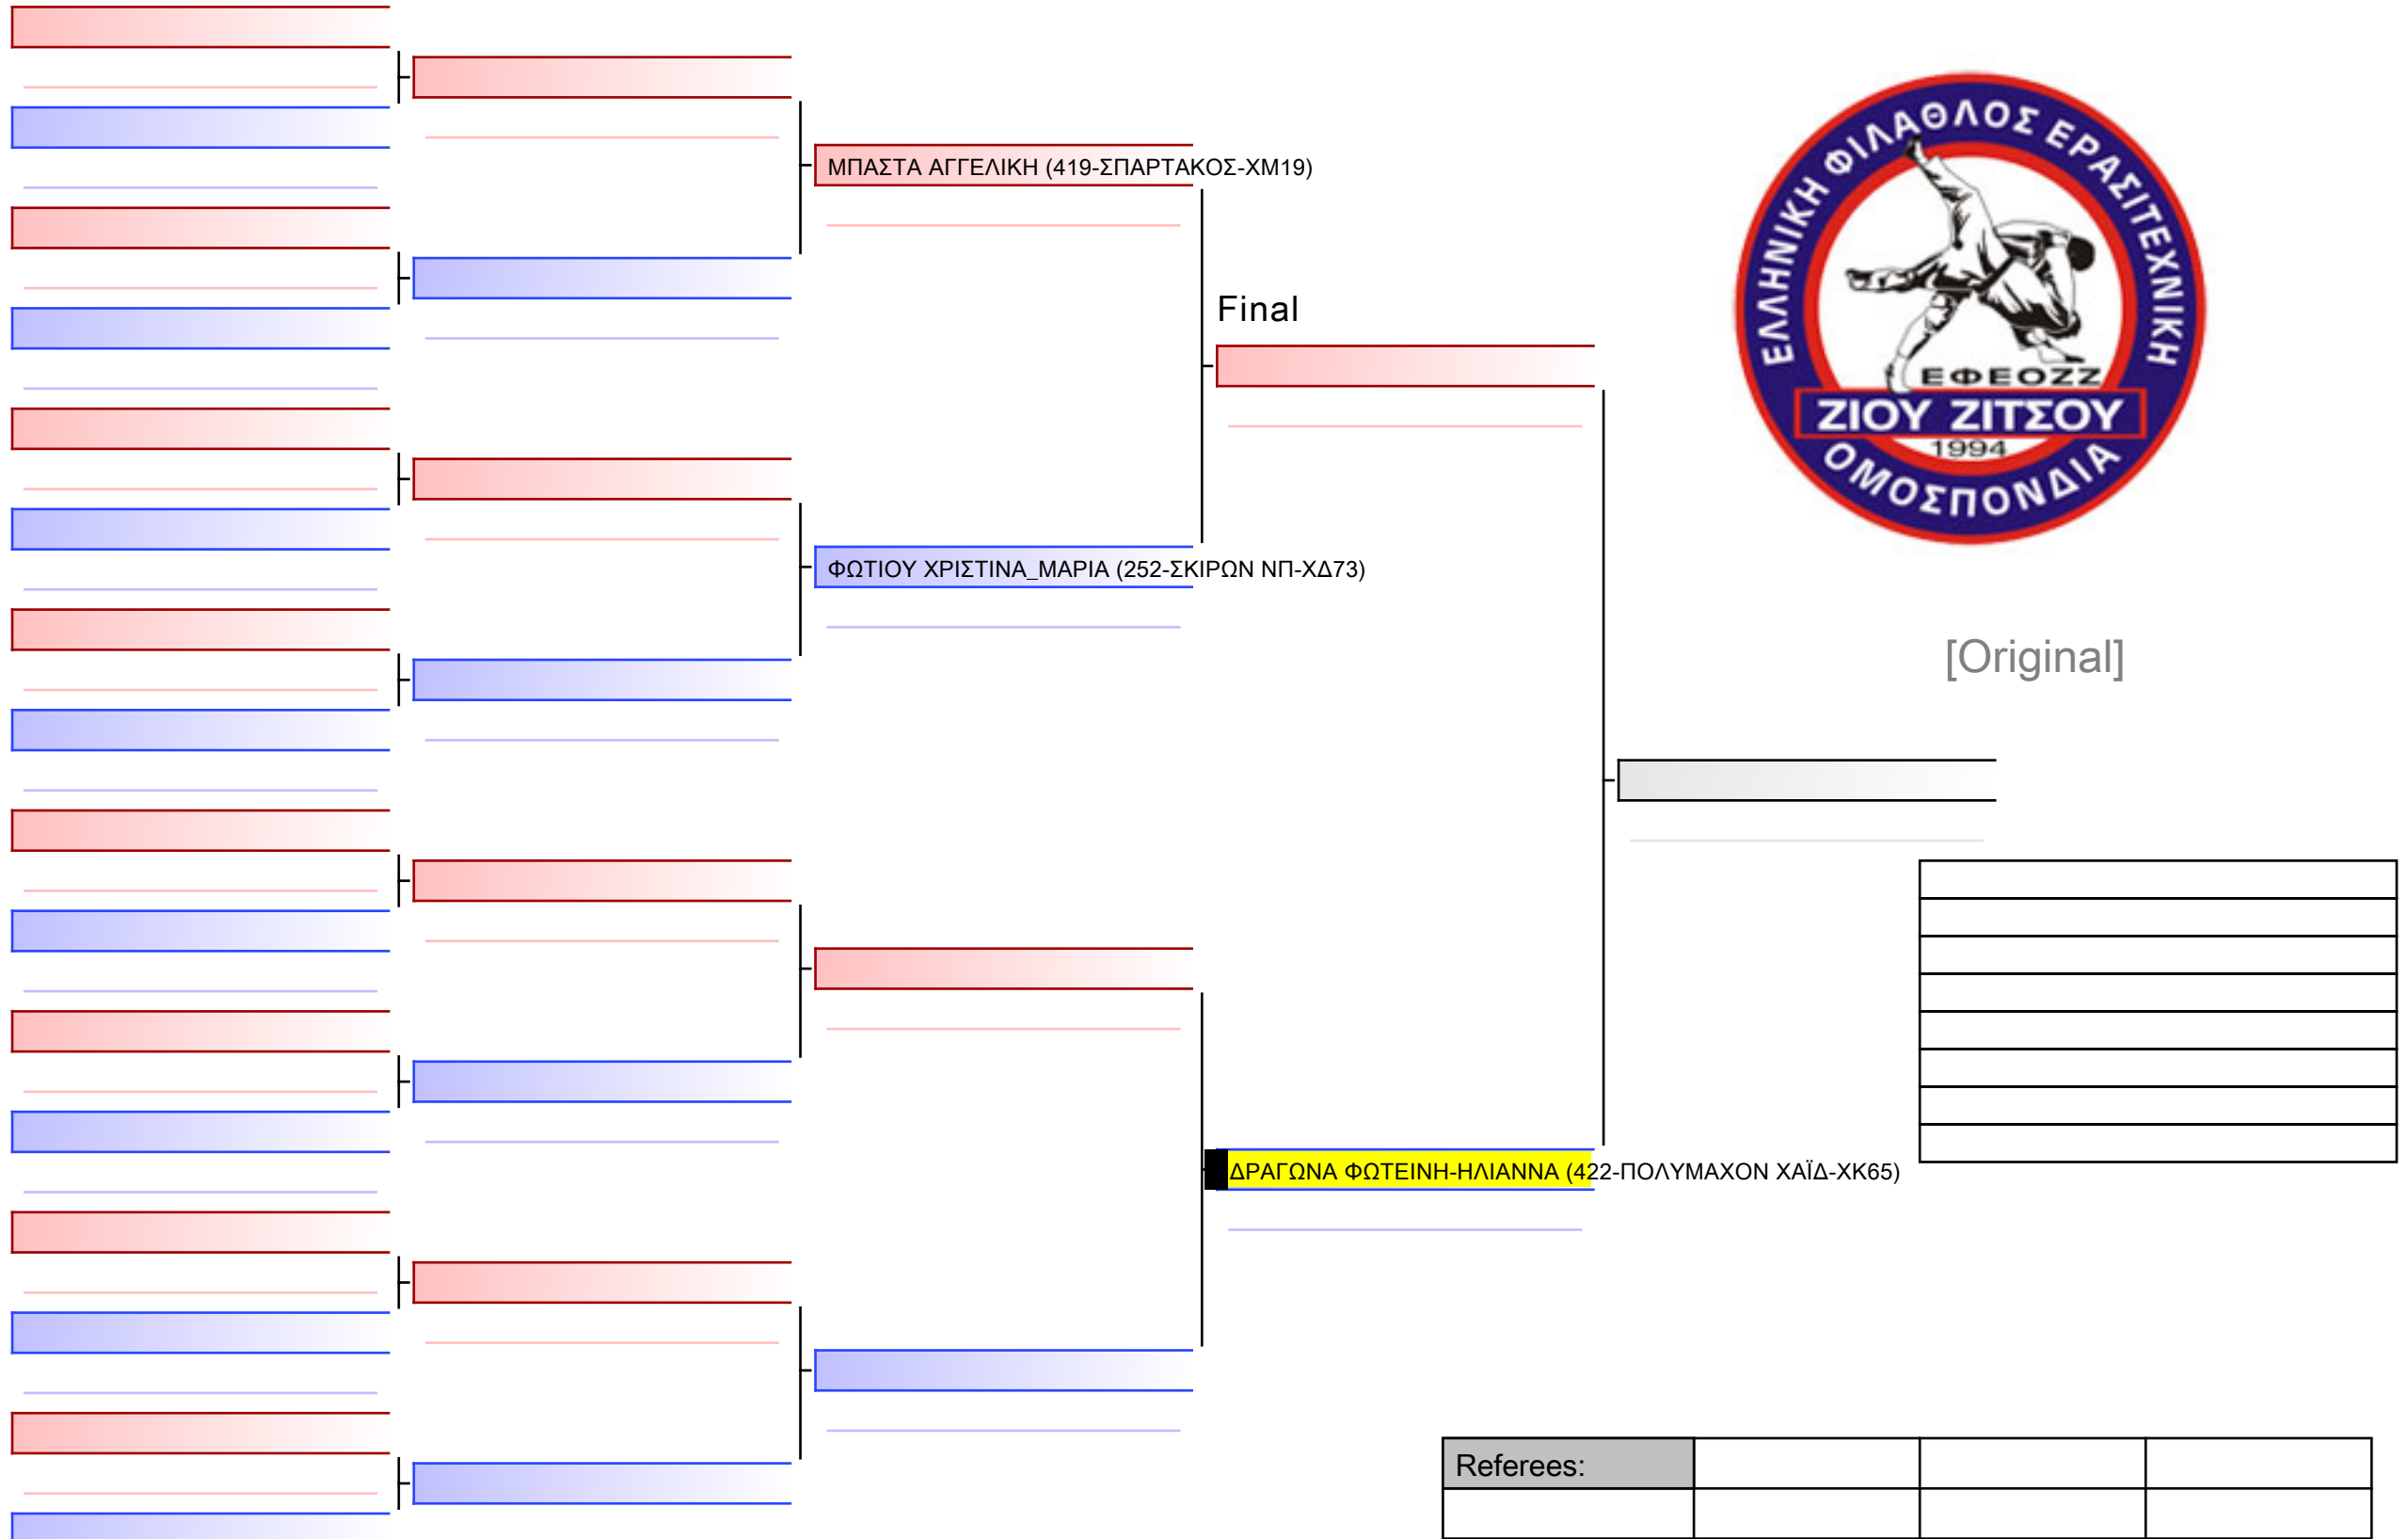 ΜΠΑΣΤΑ ΑΓΓΕΛΙΚΗ (419-ΣΠΑΡΤΑΚΟΣ-ΧΜ19)
ΕΛΛΗΝΙΚΗ ΦΙΛΑΘΛΟΣ ΕΡΑΣΙΤΕΧΝΙΚΗ
Final
ΕΦΕΟΖΖ
ΖΙΟΥ ΖΙΤΣΟΥ
1994
ΟΜΟΣΠΟΝΔΙΑ
ΦΩΤΙΟΥ ΧΡΙΣΤΙΝΑ_ΜΑΡΙΑ (252-ΣΚΙΡΩΝ ΝΠ-ΧΔ73)
[Original]
ΔΡΑΓΩΝΑ ΦΩΤΕΙΝΗ-ΗΛΙΑΝΝΑ (422-ΠΟΛΥΜΑΧΟΝ ΧΑΪΔ-ΧΚ65)
Referees: